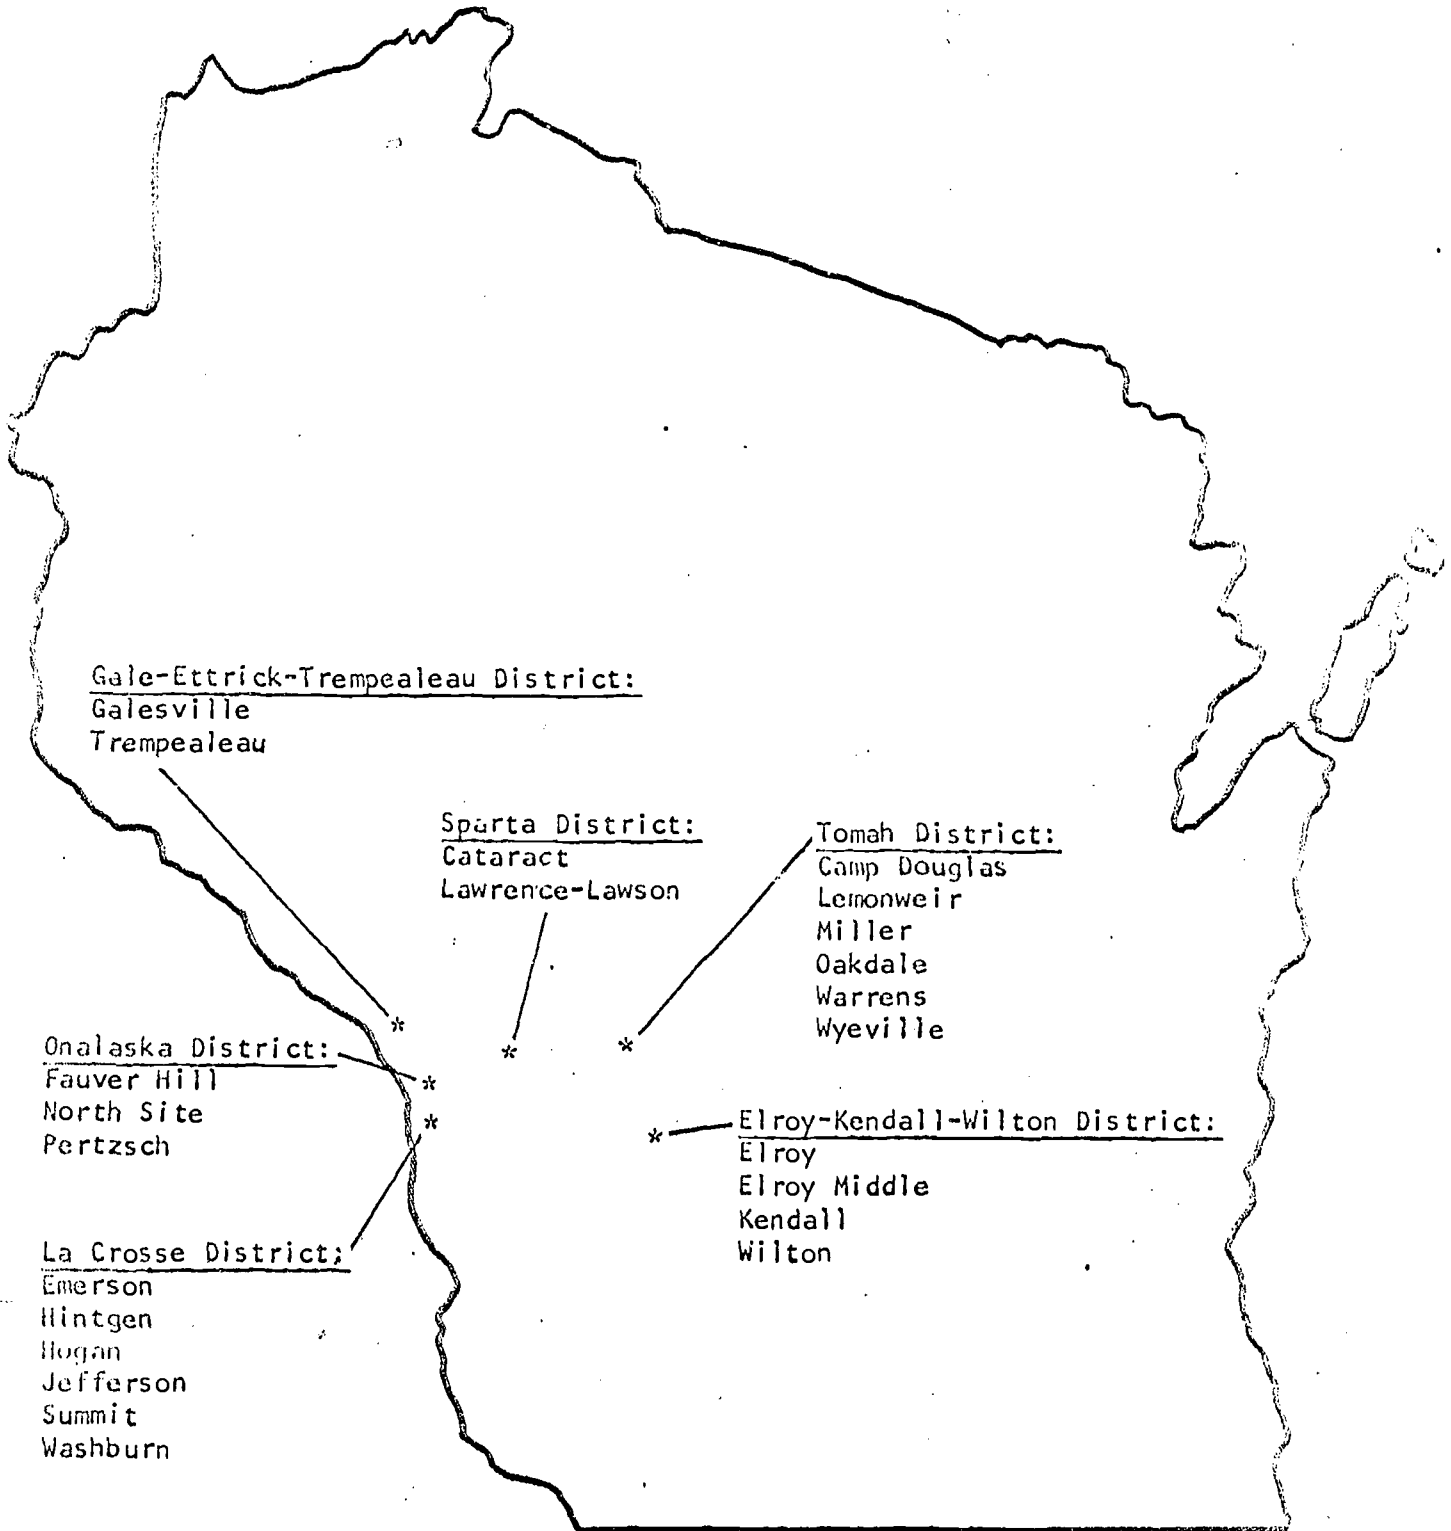 Gale-Ettrick-Trempealeau District:
Galesville
Trempealeau
Sparta District:
Cataract
Lawrence-Lawson
Tomah District:
Camp Douglas
Lemonweir
Miller
Oakdale
Warrens
Wyeville
Onalaska District:
Fauver Hill
North Site
Pertzsch
Elroy-Kendall-Wilton District:
Elroy
Elroy Middle
Kendall
Wilton
La Crosse District:
Emerson
Hintgen
Hogan
Jefferson
Summit
Washburn